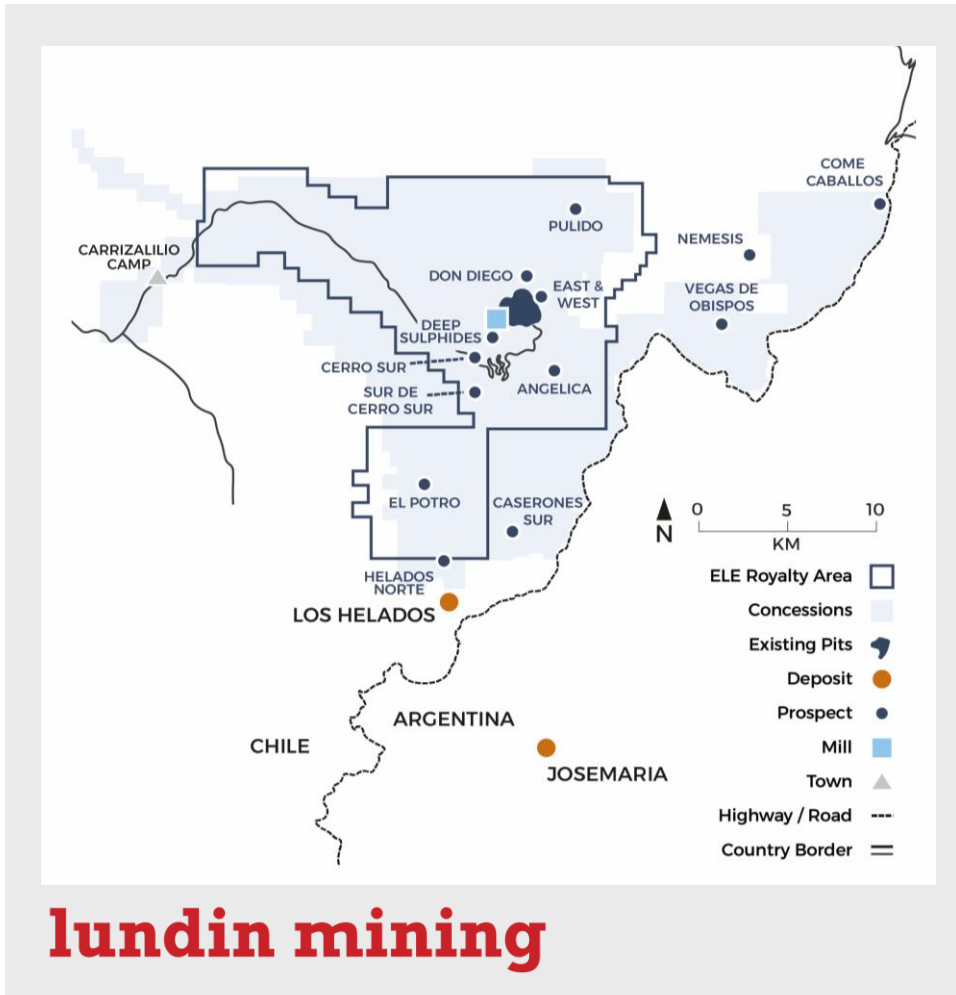 COME
CABALLOS
PULIDO
NEMESIS
CARRIZALILIO
CAMP
DON DIEGO
EAST &
WEST
VEGAS DE
OBISPOS
DEEP
SULPHIDES
CERRO SUR
ANGELICA
SUR DE
CERRO SUR
EL POTRO
CASERONES
SUR
HELADOS
NORTE
LOS HELADOS
ARGENTINA
CHILE
JOSEMARIA
N
0 5 10
KM
ELE Royalty Area
Concessions
Existing Pits
Deposit
Prospect
Mill
Town
Highway / Road
Country Border
lundin mining